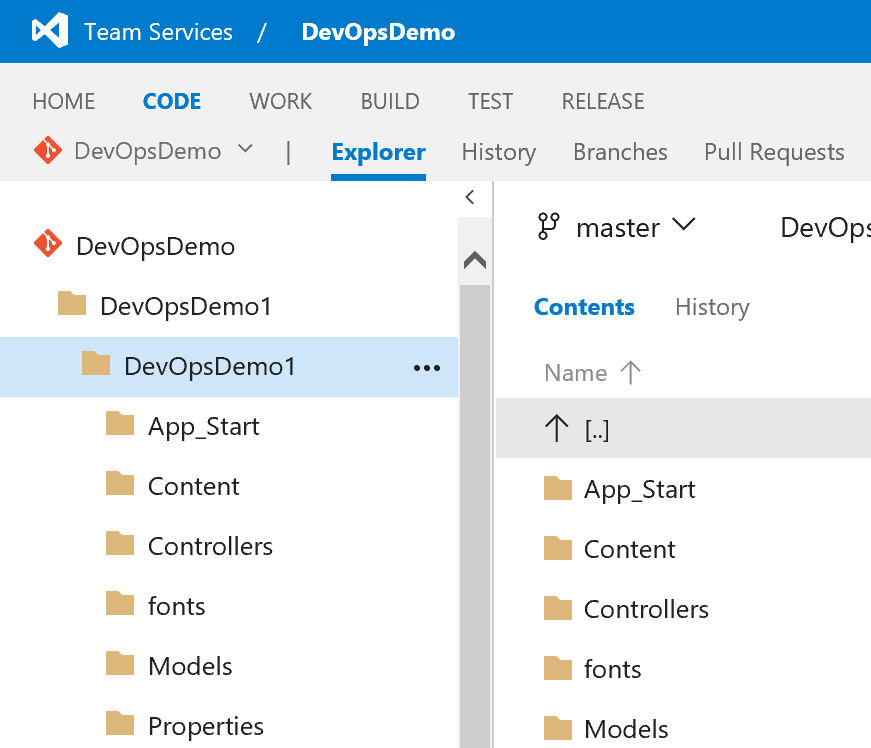 Team Services / DevOpsDemo
HOME CODE WORK BUILD TEST RELEASE
DevOpsDemo | Explorer History Branches Pull Requests
DevOpsDemo
DevOpsDemo1
DevOpsDemo1 •••
App_Start
Content
Controllers
fonts
Models
Properties
master DevOps
Contents History
Name ↑
↑ [..]
App_Start
Content
Controllers
fonts
Models